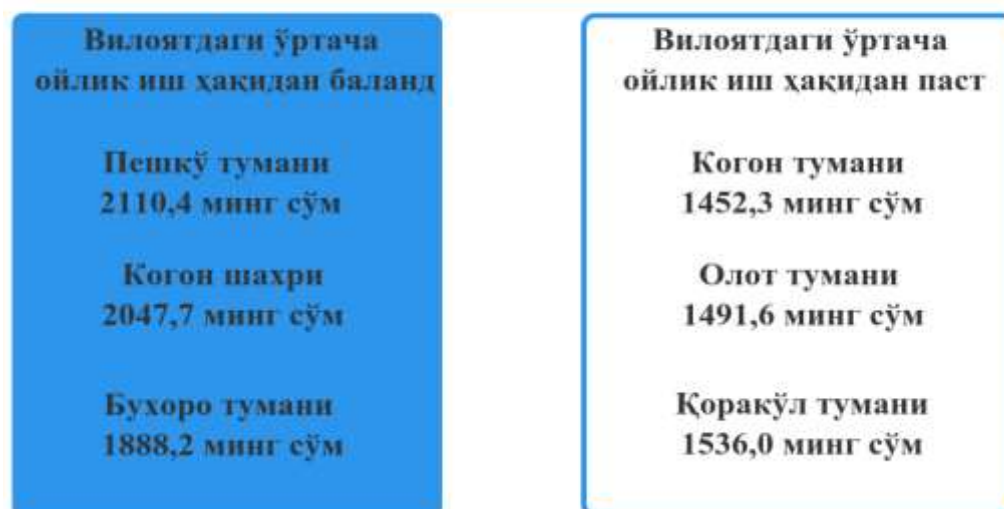 Вилоятдаги ўртача
ойлик иш ҳақидан баланд
Пешкў тумани
2110,4 минг сўм
Когон шахри
2047,7 минг сўм
Бухоро тумани
1888,2 минг сўм
Вилоятдаги ўртача
ойлик иш ҳақидан паст
Когон тумани
1452,3 минг сўм
Олот тумани
1491,6 минг сўм
Қоракўл тумани
1536,0 минг сўм